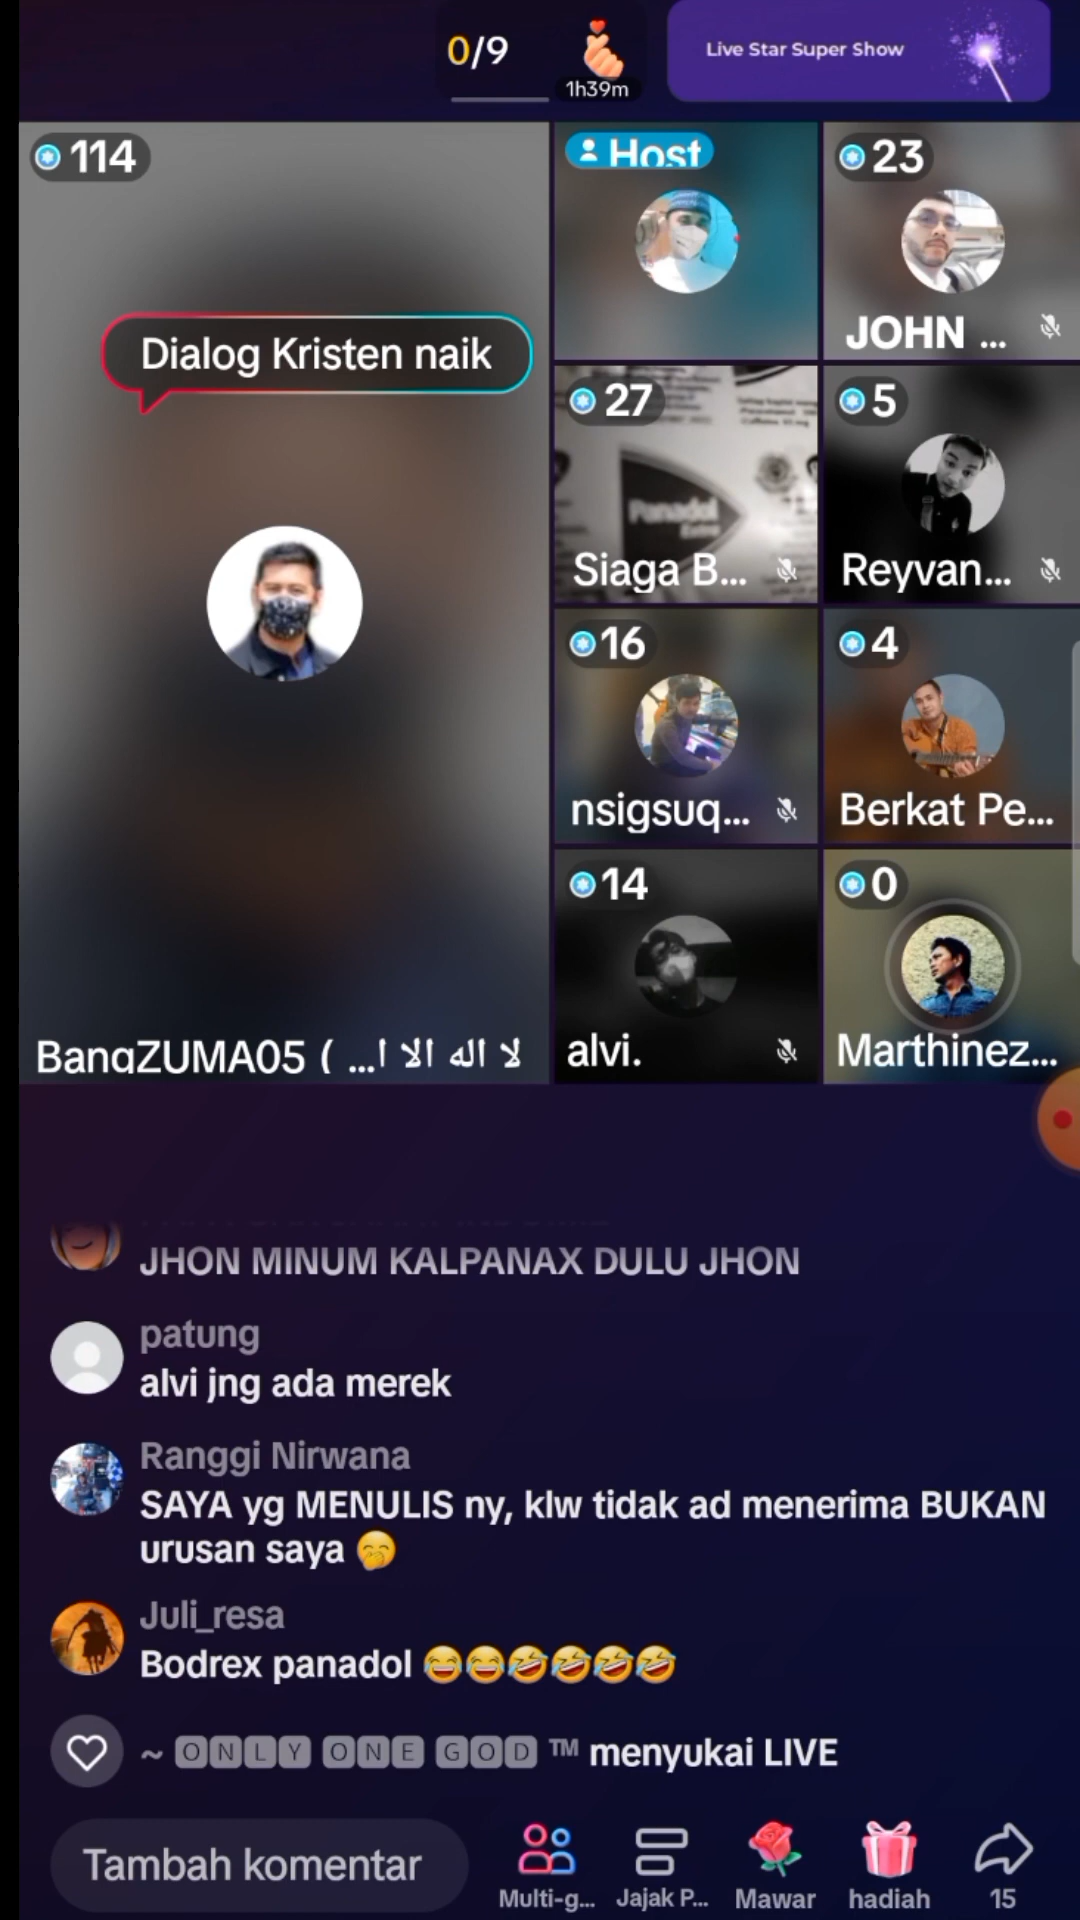 0/9
1h39m
Live Star Super Show
114
Host
23
Dialog Kristen naik
JOHN ...
27
5
Panadol
Extra
Siaga B...
Reyvan...
16
4
nsigsuq...
Berkat Pe...
14
0
BangZUMA05 ( ...لا اله الا ا
alvi.
Marthinez...
JHON MINUM KALPANAX DULU JHON
patung
alvi jng ada merek
Ranggi Nirwana
SAYA yg MENULIS ny, klw tidak ad menerima BUKAN
urusan saya 🤭
Juli_resa
Bodrex panadol 😂😂🤣🤣🤣🤣
~ 🅾🅽🅻🆈 🅾🅽🅴 🅶🅾🅳 ™ menyukai LIVE
Tambah komentar
Multi-g...
Jajak P...
Mawar
hadiah
15